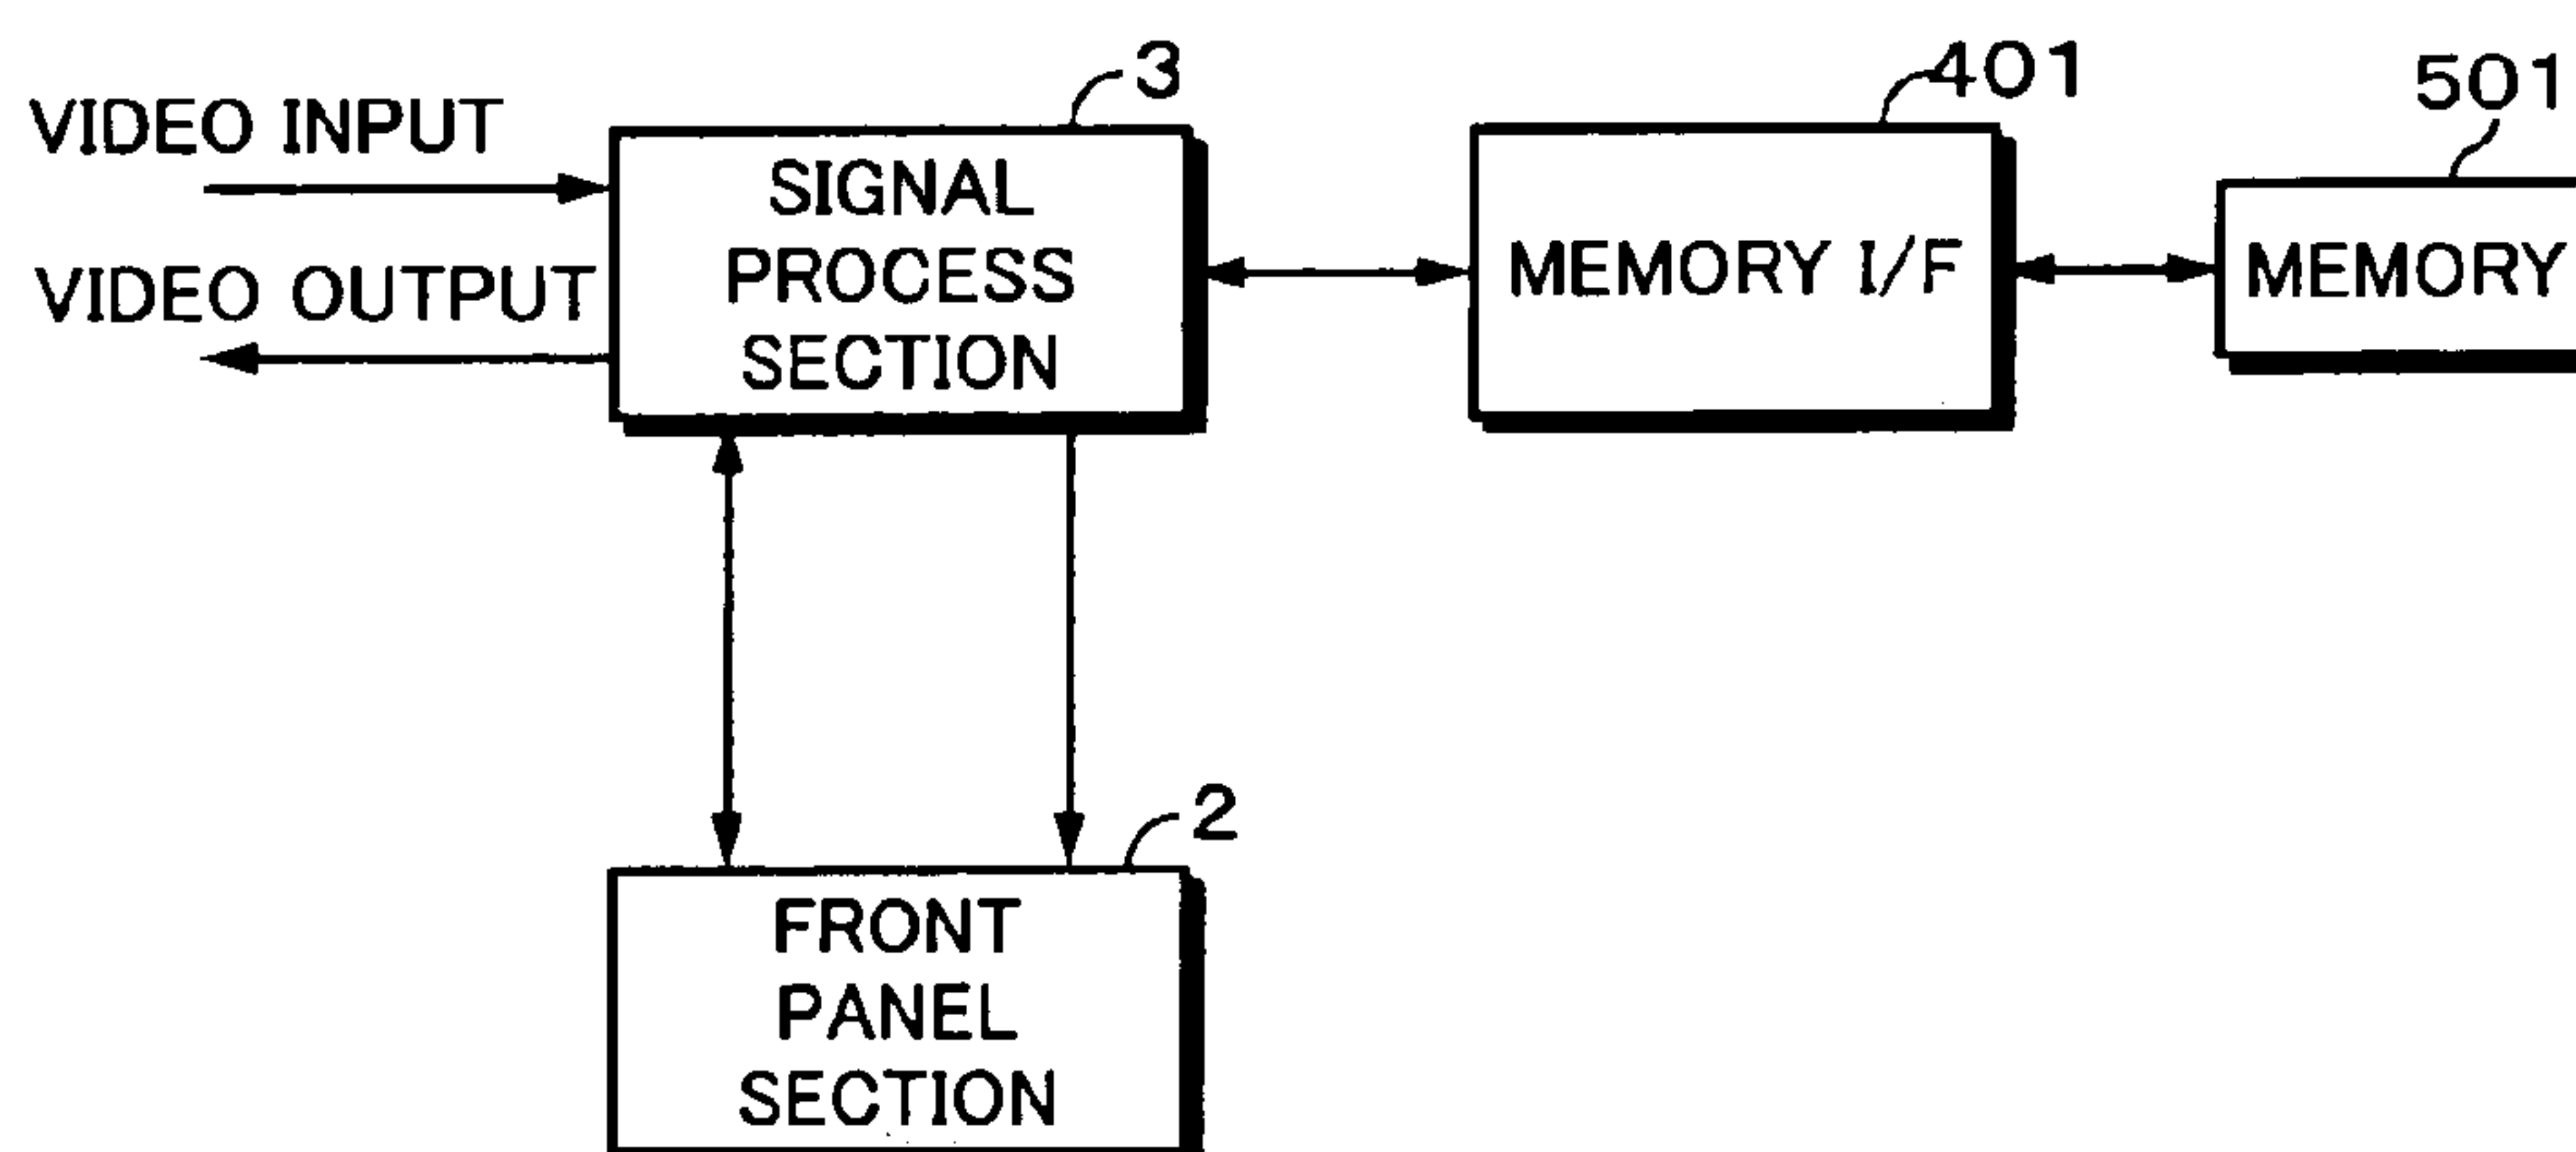 3
401
501
VIDEO INPUT
SIGNAL
PROCESS
SECTION
MEMORY I/F
MEMORY
VIDEO OUTPUT
2
FRONT
PANEL
SECTION